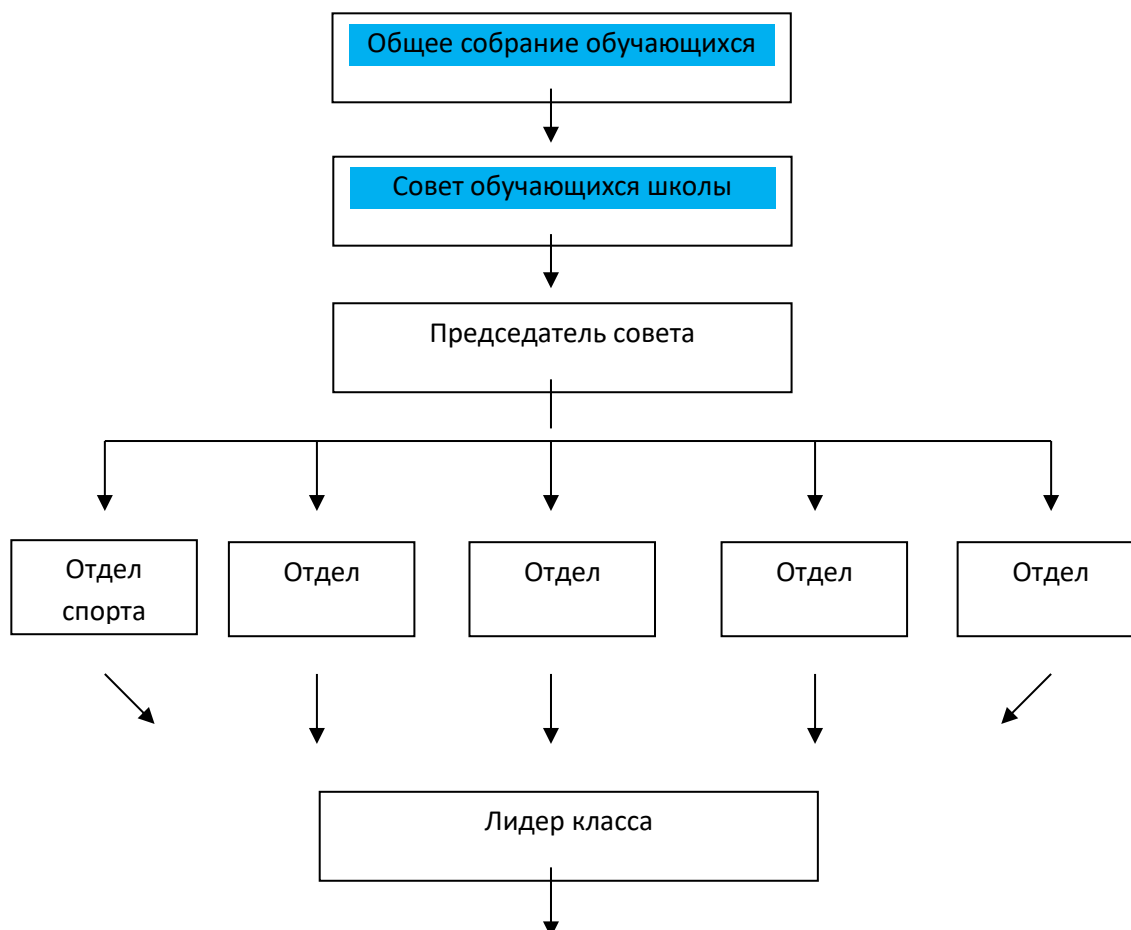 Общее собрание обучающихся
Совет обучающихся школы
Председатель совета
Отдел
спорта
Отдел
Отдел
Отдел
Отдел
Лидер класса